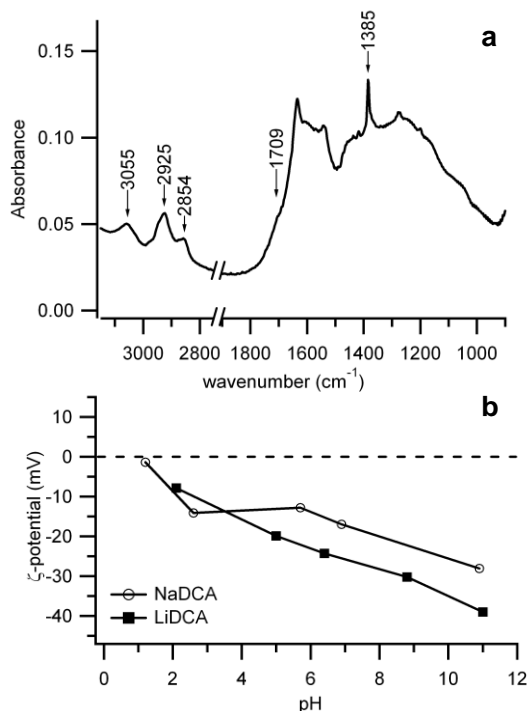 a
0.15
0.10
0.05
0.00
Absorbance
3055
2925
2854
1709
1385
3000 2800 1800 1600 1400 1200 1000
wavenumber (cm⁻¹)
b
10
0
-10
-20
-30
-40
ζ-potential (mV)
NaDCA
LiDCA
0 2 4 6 8 10 12
pH